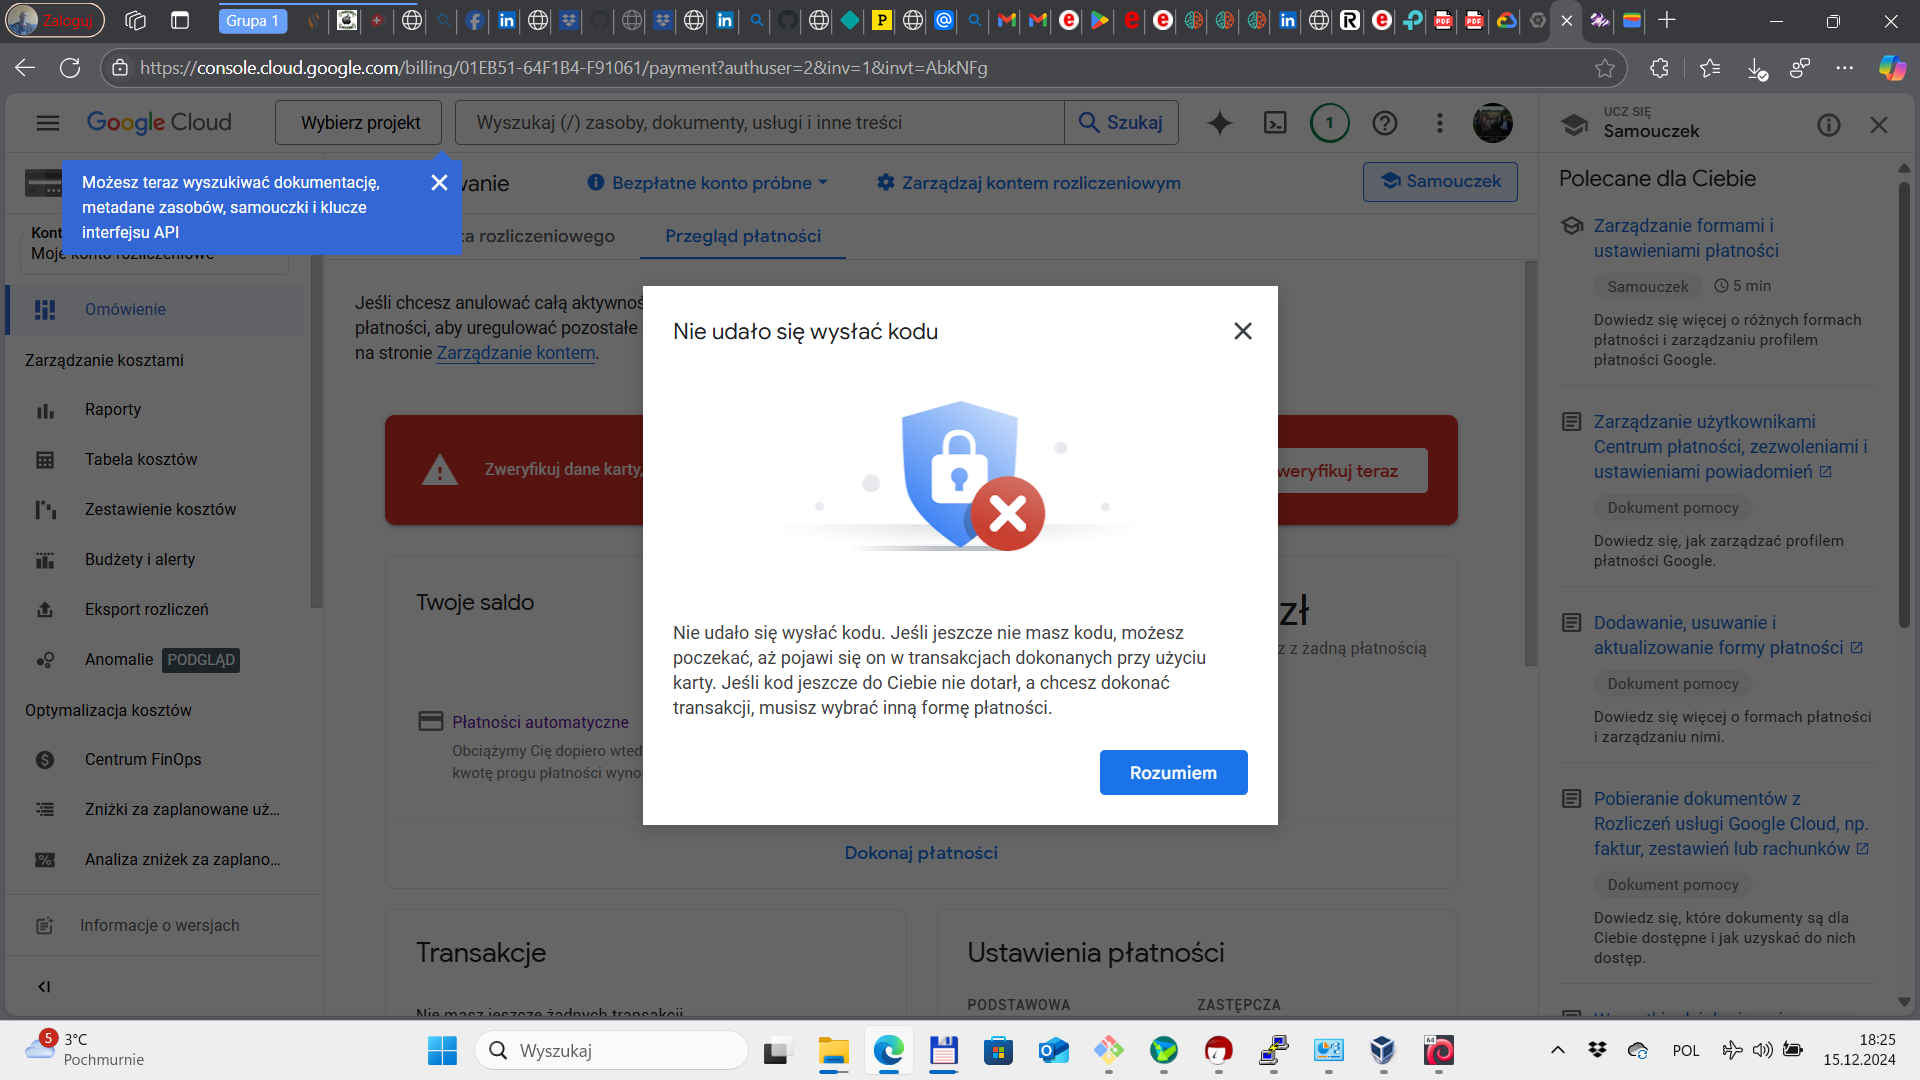 Zaloguj
Grupa 1
https://console.cloud.google.com/billing/01EB51-64F1B4-F91061/payment?authuser=2&inv=1&invt=AbkNFg
Google Cloud
Wybierz projekt
Wyszukaj (/) zasoby, dokumenty, usługi i inne treści
Szukaj
1
UCZ SIĘ
Samouczek
Możesz teraz wyszukiwać dokumentację,
metadane zasobów, samouczki i klucze
interfejsu API
wanie
Bezpłatne konto próbne
Zarządzaj kontem rozliczeniowym
Samouczek
Kont
Moje konto rozliczeniowe
ta rozliczeniowego
Przegląd płatności
Omówienie
Zarządzanie kosztami
Raporty
Tabela kosztów
Zestawienie kosztów
Budżety i alerty
Eksport rozliczeń
Anomalie PODGLĄD
Optymalizacja kosztów
Centrum FinOps
Zniżki za zaplanowane uż...
Analiza zniżek za zaplano...
Informacje o wersjach
Jeśli chcesz anulować całą aktywnoś
płatności, aby uregulować pozostałe
na stronie Zarządzanie kontem.
Zweryfikuj dane karty,
weryfikuj teraz
Twoje saldo
zł
z z żadną płatnością
Płatności automatyczne
Obciążymy Cię dopiero wted
kwotę progu płatności wyno
Dokonaj płatności
Transakcje
Nie masz jeszcze żadnych transakcji
Ustawienia płatności
PODSTAWOWA
ZASTĘPCZA
Nie udało się wysłać kodu
Nie udało się wysłać kodu. Jeśli jeszcze nie masz kodu, możesz
poczekać, aż pojawi się on w transakcjach dokonanych przy użyciu
karty. Jeśli kod jeszcze do Ciebie nie dotarł, a chcesz dokonać
transakcji, musisz wybrać inną formę płatności.
Rozumiem
Polecane dla Ciebie
Zarządzanie formami i
ustawieniami płatności
Samouczek
5 min
Dowiedz się więcej o różnych formach
płatności i zarządzaniu profilem
płatności Google.
Zarządzanie użytkownikami
Centrum płatności, zezwoleniami i
ustawieniami powiadomień
Dokument pomocy
Dowiedz się, jak zarządzać profilem
płatności Google.
Dodawanie, usuwanie i
aktualizowanie formy płatności
Dokument pomocy
Dowiedz się więcej o formach płatności
i zarządzaniu nimi.
Pobieranie dokumentów z
Rozliczeń usługi Google Cloud, np.
faktur, zestawień lub rachunków
Dokument pomocy
Dowiedz się, które dokumenty są dla
Ciebie dostępne i jak uzyskać do nich
dostęp.
5
3°C
Pochmurnie
Wyszukaj
64
POL
18:25
15.12.2024